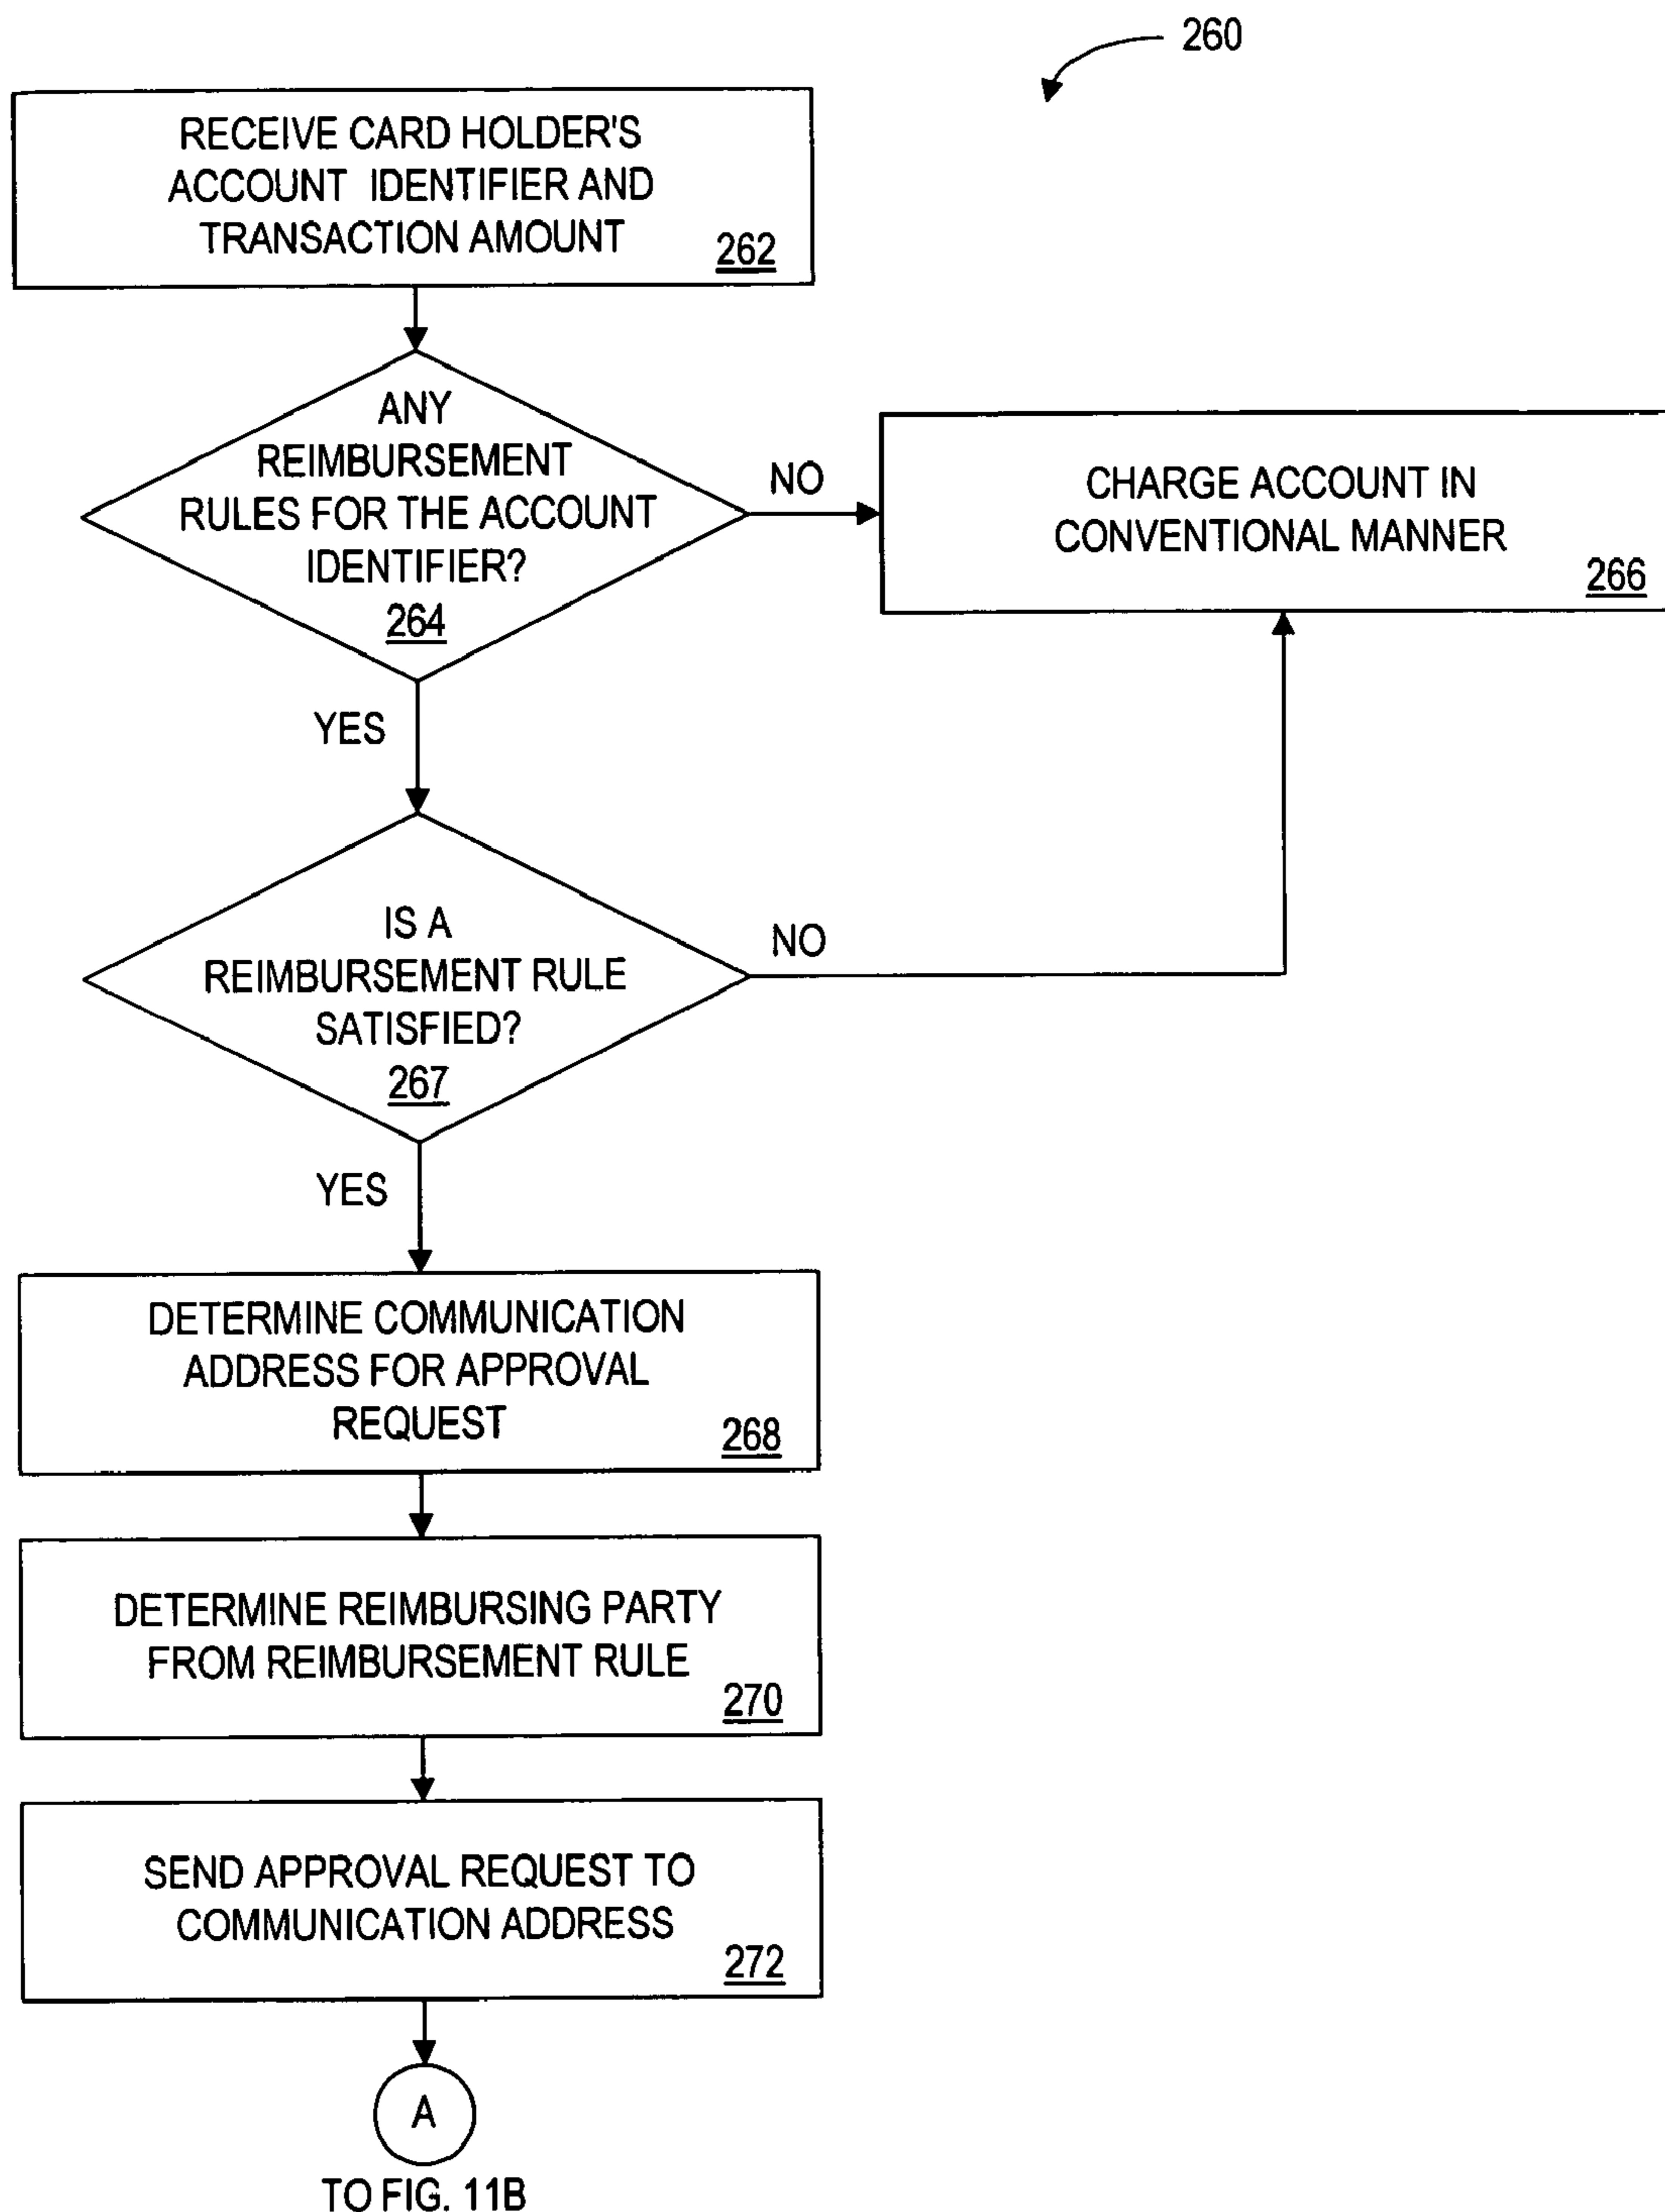 260
RECEIVE CARD HOLDER'S
ACCOUNT IDENTIFIER AND
TRANSACTION AMOUNT
262
ANY
REIMBURSEMENT
RULES FOR THE ACCOUNT
IDENTIFIER?
264
NO
CHARGE ACCOUNT IN
CONVENTIONAL MANNER
266
YES
IS A
REIMBURSEMENT RULE
SATISFIED?
267
NO
YES
DETERMINE COMMUNICATION
ADDRESS FOR APPROVAL
REQUEST
268
DETERMINE REIMBURSING PARTY
FROM REIMBURSEMENT RULE
270
SEND APPROVAL REQUEST TO
COMMUNICATION ADDRESS
272
A
TO FIG. 11B